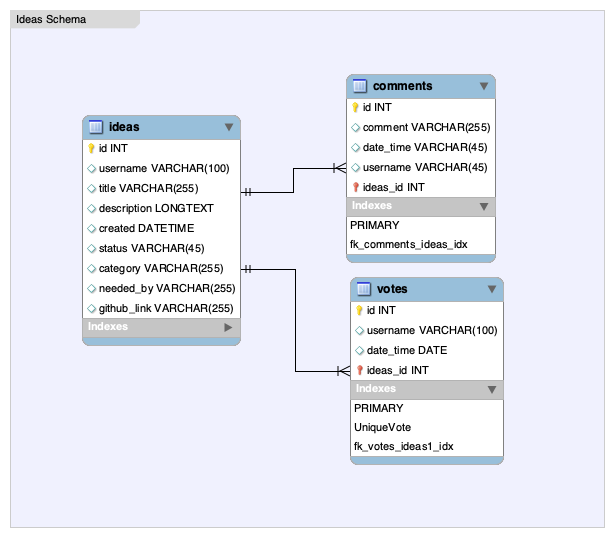 Ideas Schema
ideas
id INT
username VARCHAR(100)
title VARCHAR(255)
description LONGTEXT
created DATETIME
status VARCHAR(45)
category VARCHAR(255)
needed_by VARCHAR(255)
github_link VARCHAR(255)
Indexes
comments
id INT
comment VARCHAR(255)
date_time VARCHAR(45)
username VARCHAR(45)
ideas_id INT
Indexes
PRIMARY
fk_comments_ideas_idx
votes
id INT
username VARCHAR(100)
date_time DATE
ideas_id INT
Indexes
PRIMARY
UniqueVote
fk_votes_ideas1_idx